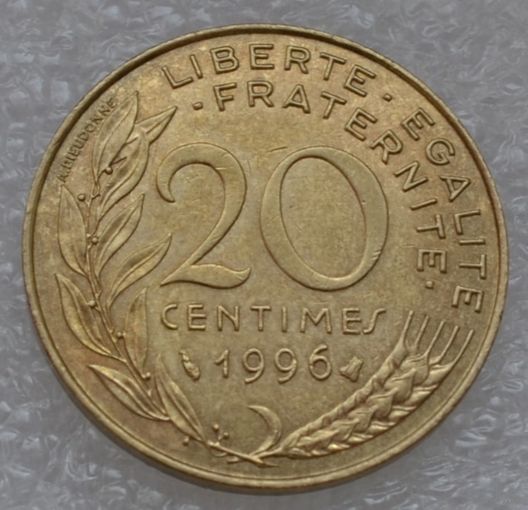 LIBERTE · EGALITE
· FRATERNITE ·
A.DIEUDONNE
20
CENTIMES
1996